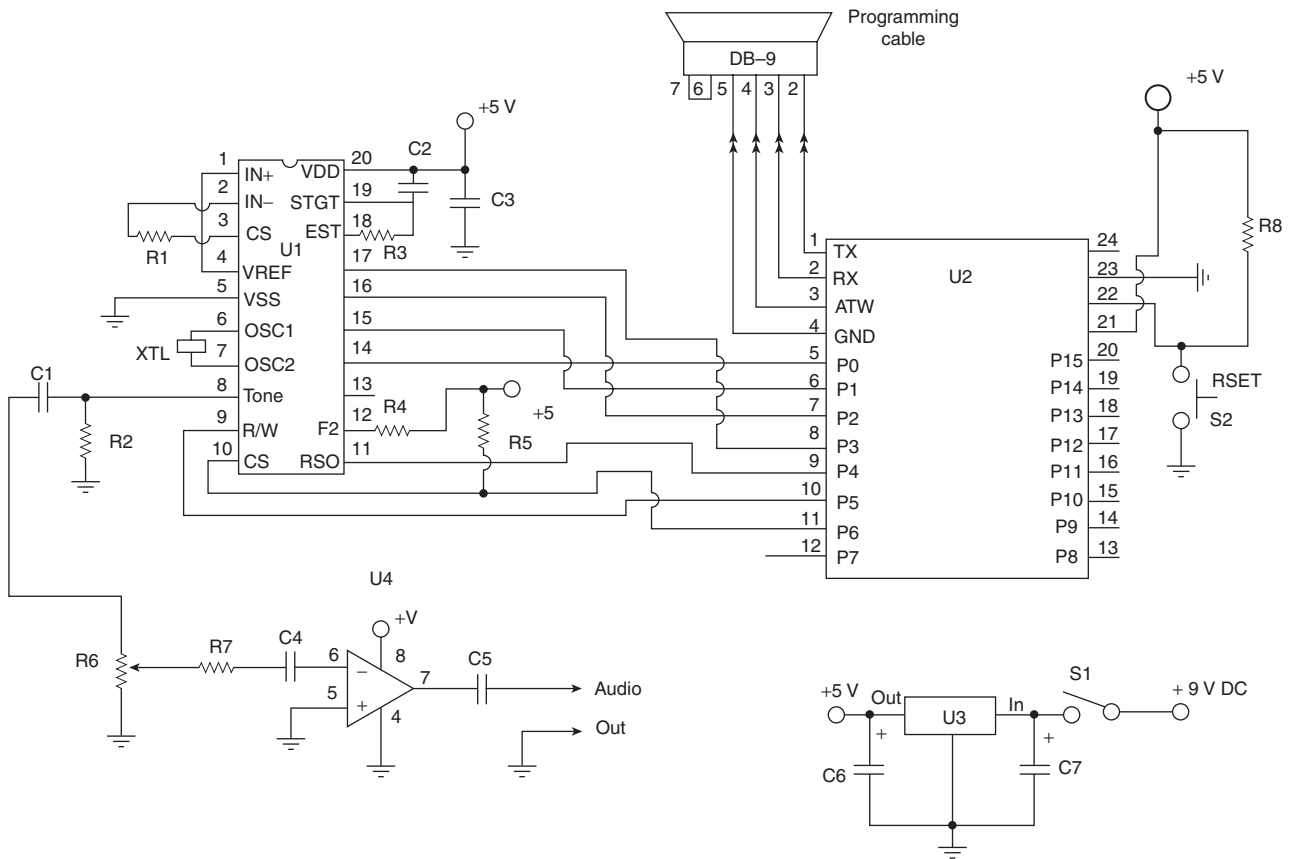 Programming
cable
DB–9
7 6 5 4 3 2
+5 V
+5 V
C2
C3
1 IN+ VDD 20
2 IN– STGT 19
3 CS EST 18
R1
U1
R3
17
4 VREF
5 VSS 16
6 OSC1 15
XTL
7 OSC2 14
C1
8 Tone 13
R2
9 R/W F2 12
R4
+5
R5
10 CS RSO 11
U2
1 TX 24
2 RX 23
3 ATW 22
4 GND 21
5 P0 P15 20
6 P1 P14 19
7 P2 P13 18
8 P3 P12 17
9 P4 P11 16
10 P5 P10 15
11 P6 P9 14
12 P7 P8 13
R8
RSET
S2
U4
+V
R6
R7
C4
6 – 8
7
5 + 4
C5
Audio
Out
+5 V
Out
U3
In
S1
+ 9 V DC
+
+
C6
C7